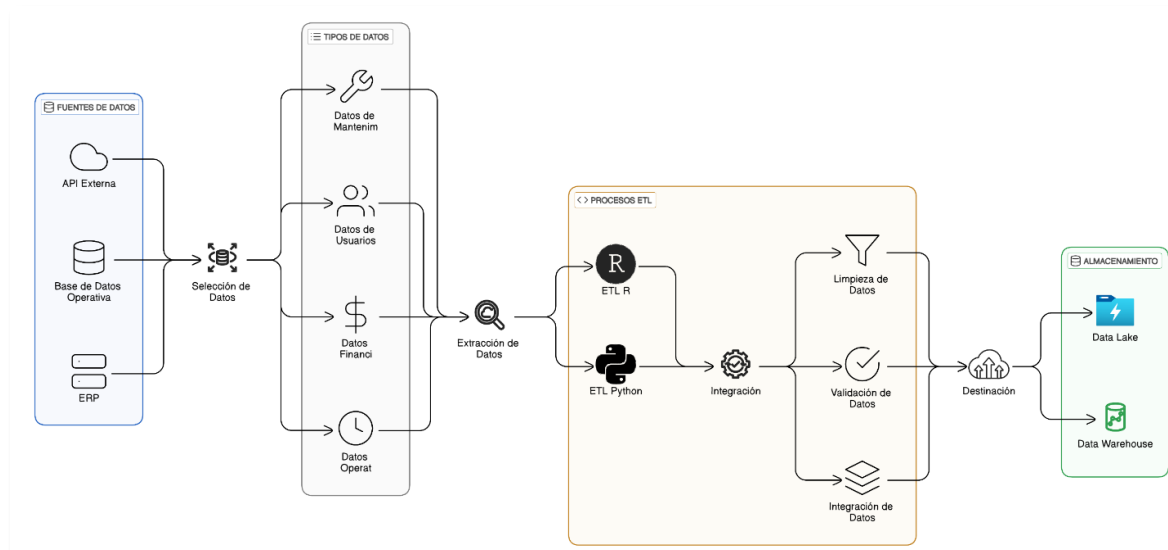 FUENTES DE DATOS
API Externa
Base de Datos
Operativa
ERP
Selección de
Datos
TIPOS DE DATOS
Datos de
Mantenim
Datos de
Usuarios
Datos
Financi
Datos
Operat
Extracción de
Datos
<> PROCESOS ETL
R
ETL R
ETL Python
Integración
Limpieza de
Datos
Validación de
Datos
Integración de
Datos
Destinación
ALMACENAMIENTO
Data Lake
Data Warehouse